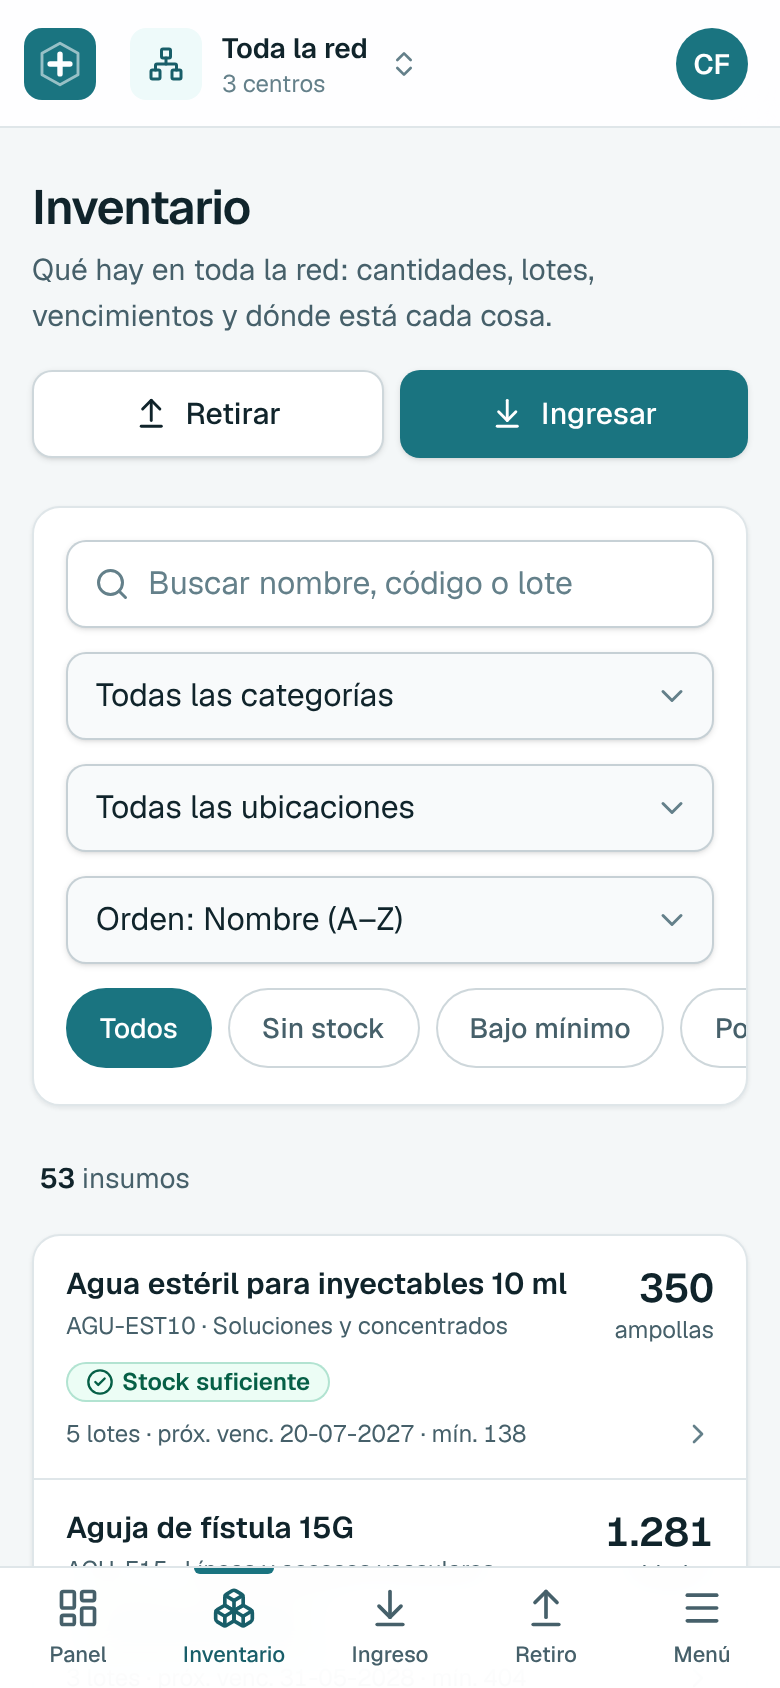 Toda la red
3 centros
CF
Inventario
Qué hay en toda la red: cantidades, lotes,
vencimientos y dónde está cada cosa.
Retirar
Ingresar
Buscar nombre, código o lote
Todas las categorías
Todas las ubicaciones
Orden: Nombre (A–Z)
Todos
Sin stock
Bajo mínimo
Po
53 insumos
Agua estéril para inyectables 10 ml
350
AGU-EST10 · Soluciones y concentrados
ampollas
Stock suficiente
5 lotes · próx. venc. 20-07-2027 · mín. 138
Aguja de fístula 15G
1.281
Panel
Inventario
Ingreso
Retiro
Menú